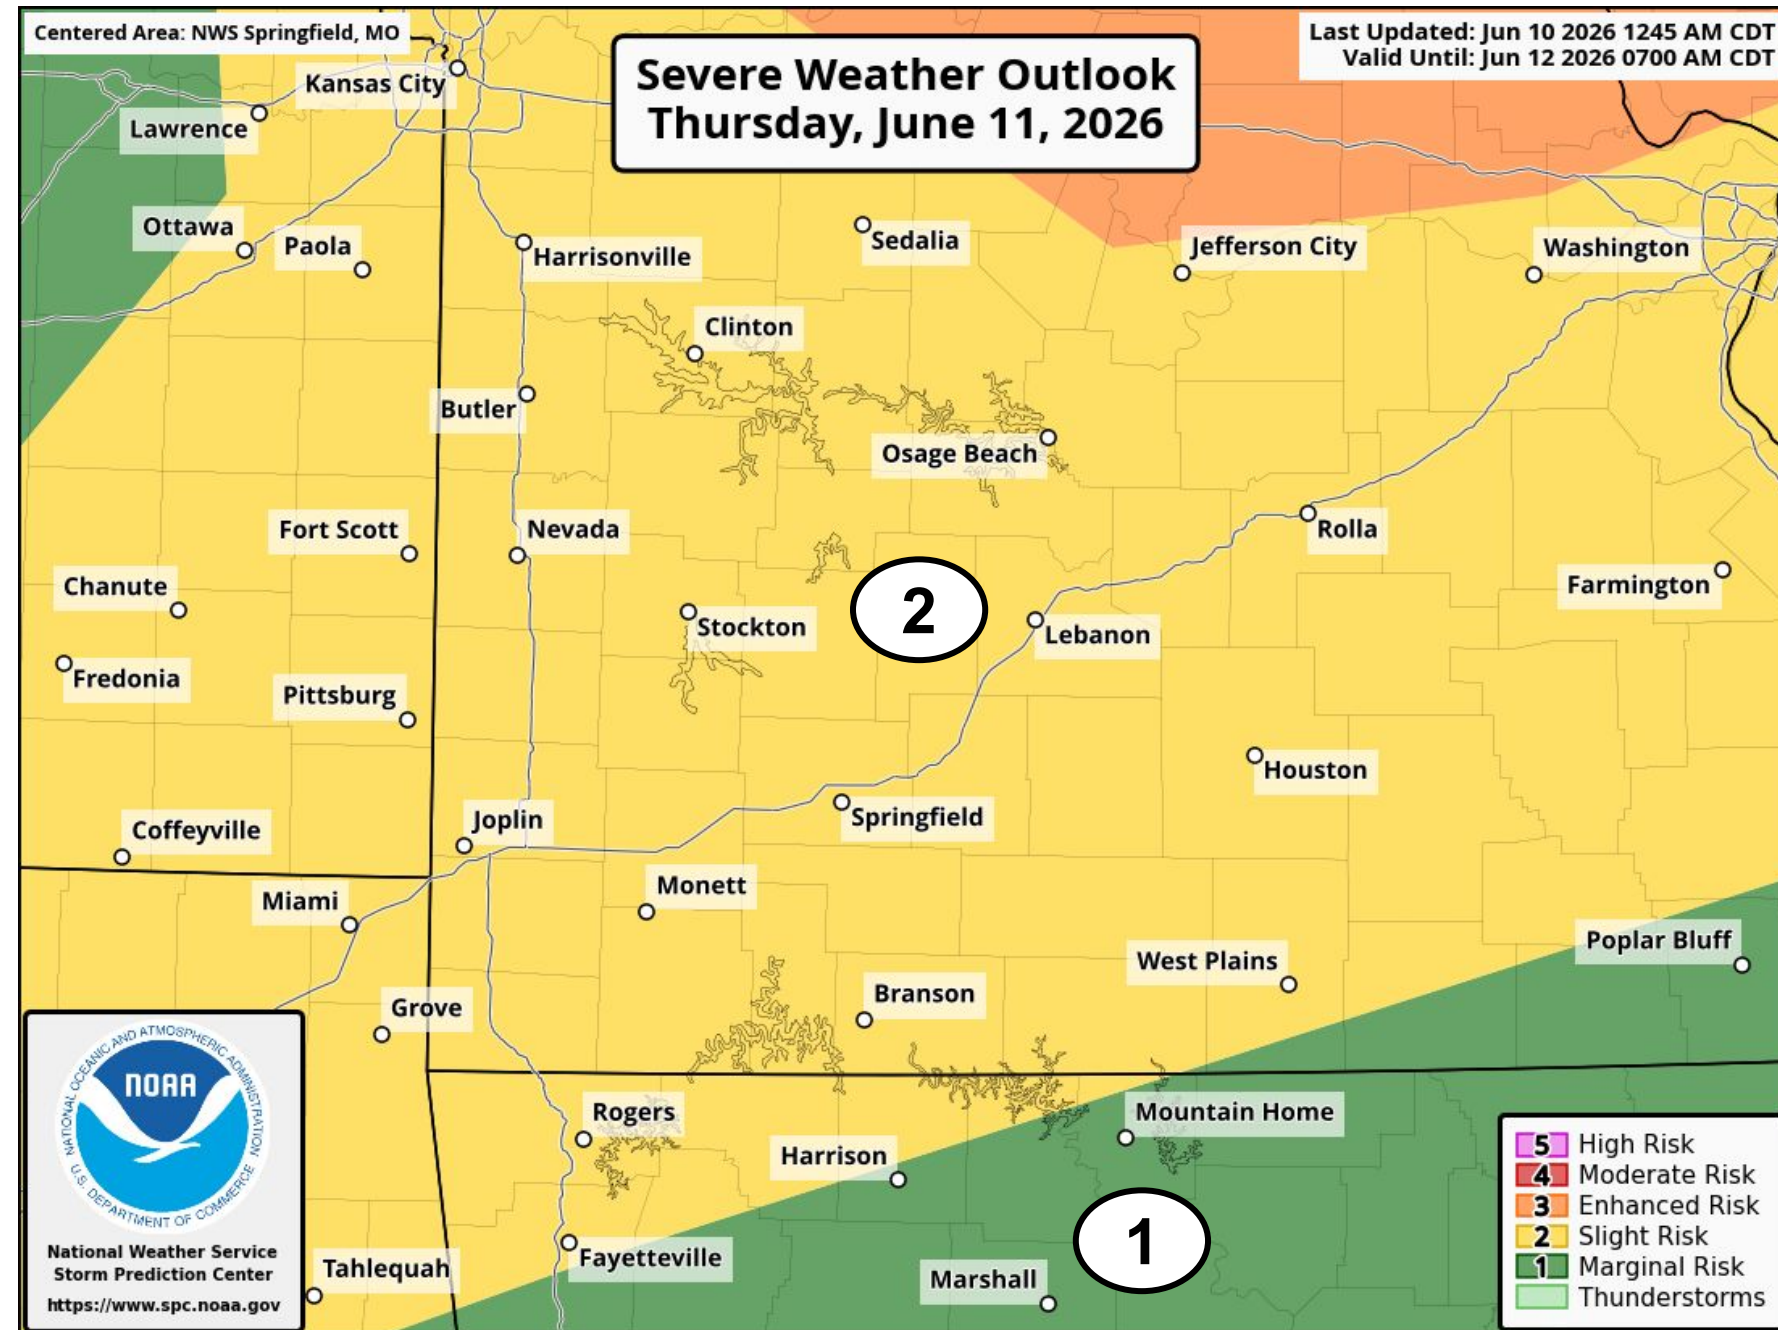 Centered Area: NWS Springfield, MO
Last Updated: Jun 10 2026 1245 AM CDT
Valid Until: Jun 12 2026 0700 AM CDT
Severe Weather Outlook
Thursday, June 11, 2026
Kansas City
Lawrence
Ottawa
Paola
Harrisonville
Sedalia
Jefferson City
Washington
Clinton
Butler
Osage Beach
Fort Scott
Nevada
Rolla
Chanute
Farmington
2
Stockton
Lebanon
Fredonia
Pittsburg
Houston
Coffeyville
Joplin
Springfield
Miami
Monett
Poplar Bluff
West Plains
Grove
Branson
Rogers
Mountain Home
Harrison
Fayetteville
Tahlequah
Marshall
1
NATIONAL OCEANIC AND ATMOSPHERIC ADMINISTRATION
NOAA
U.S. DEPARTMENT OF COMMERCE
National Weather Service
Storm Prediction Center
https://www.spc.noaa.gov
5 High Risk
4 Moderate Risk
3 Enhanced Risk
2 Slight Risk
1 Marginal Risk
Thunderstorms